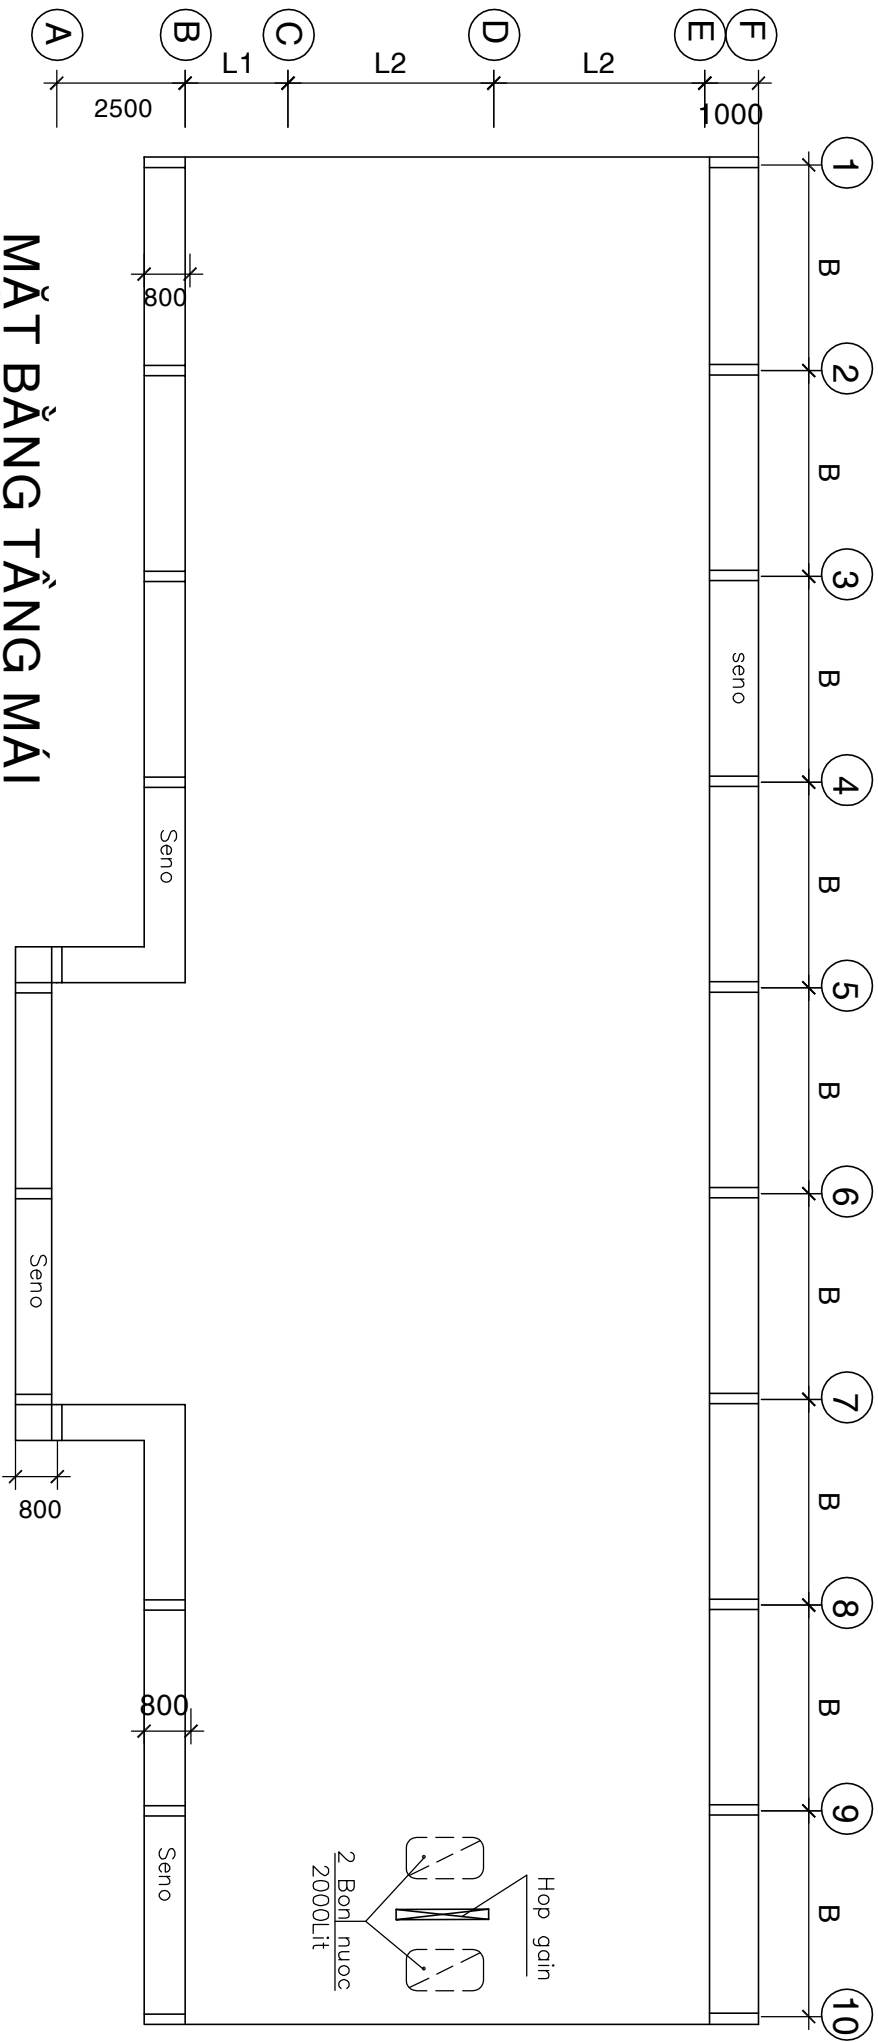 A
B
C
D
E
F
2500
L1
L2
L2
1000
1
2
3
4
5
6
7
8
9
10
B
B
B
B
B
B
B
B
B
seno
800
Seno
Seno
800
800
Seno
Hop gain
2 Bon nuoc
2000Lit
MẶT BẰNG TẦNG MÁI